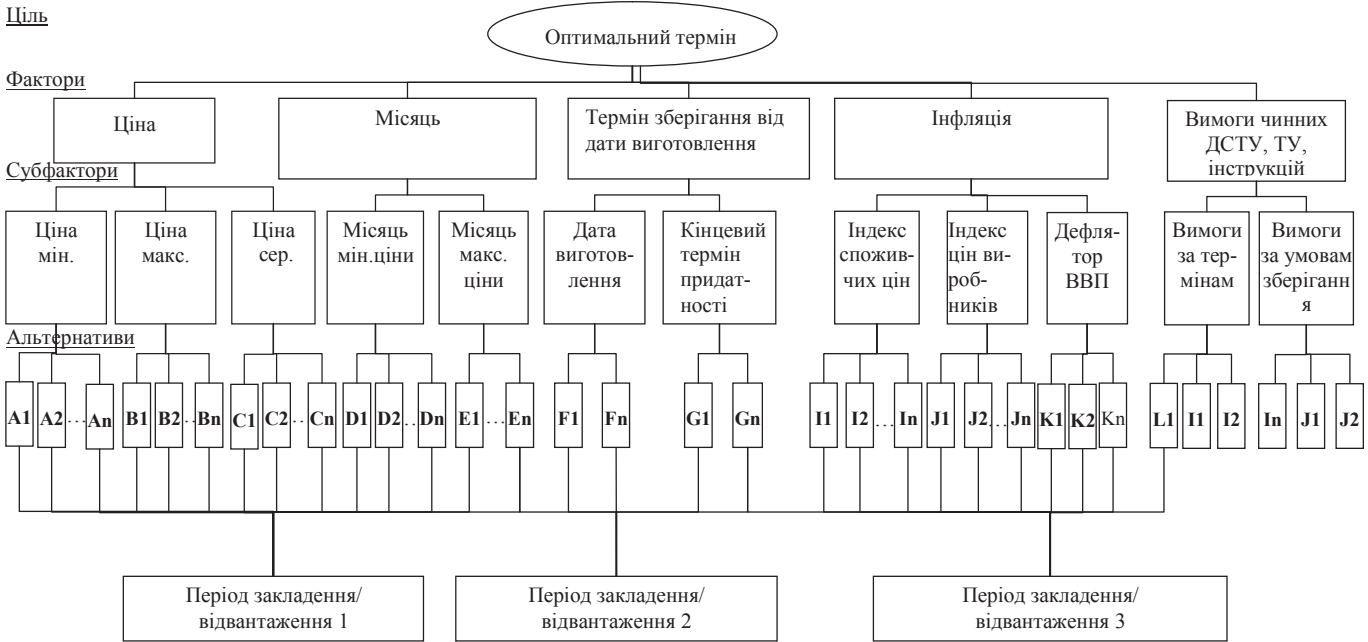 Ціль
Оптимальний термін
Фактори
Ціна
Місяць
Термін зберігання від
дати виготовлення
Інфляція
Вимоги чинних
ДСТУ, ТУ,
інструкцій
Субфактори
Ціна
мін.
Ціна
макс.
Ціна
сер.
Місяць
мін.ціни
Місяць
макс.
ціни
Дата
виготов-
лення
Кінцевий
термін
придат-
ності
Індекс
споживв-
чих цін
Індекс
цін ви-
роб-
ників
Дефля-
тор
ВВП
Вимоги
за тер-
мінам
Вимоги
за умовам
зберіганн
я
Альтернативи
A1 A2 ... An B1 B2 .. Bn C1 C2 .. Cn D1 D2 .. Dn E1 ... En F1 Fn G1 Gn I1 I2 ... In J1 J2 ... Jn K1 K2 Kn L1 I1 I2 In J1 J2
Період закладення/
відвантаження 1
Період закладення/
відвантаження 2
Період закладення/
відвантаження 3